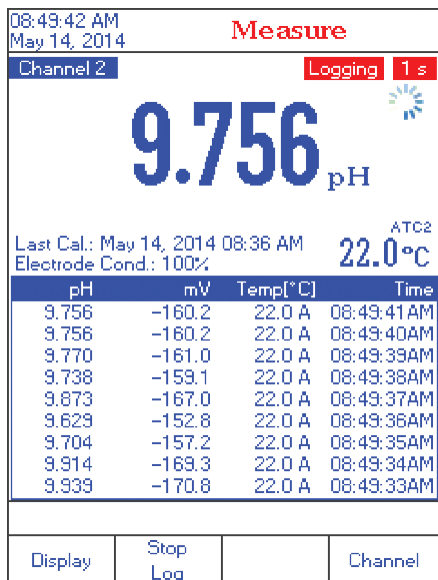 08:49:42 AM
May 14, 2014
Measure
Channel 2
Logging 1 s
9.756 pH
ATC2
Last Cal.: May 14, 2014 08:36 AM
22.0°C
Electrode Cond.: 100%
pH mV Temp[°C] Time
9.756 -160.2 22.0 A 08:49:41AM
9.756 -160.2 22.0 A 08:49:40AM
9.770 -161.0 22.0 A 08:49:39AM
9.738 -159.1 22.0 A 08:49:38AM
9.873 -167.0 22.0 A 08:49:37AM
9.629 -152.8 22.0 A 08:49:36AM
9.704 -157.2 22.0 A 08:49:35AM
9.914 -169.3 22.0 A 08:49:34AM
9.939 -170.8 22.0 A 08:49:33AM
Display
Stop
Log
Channel